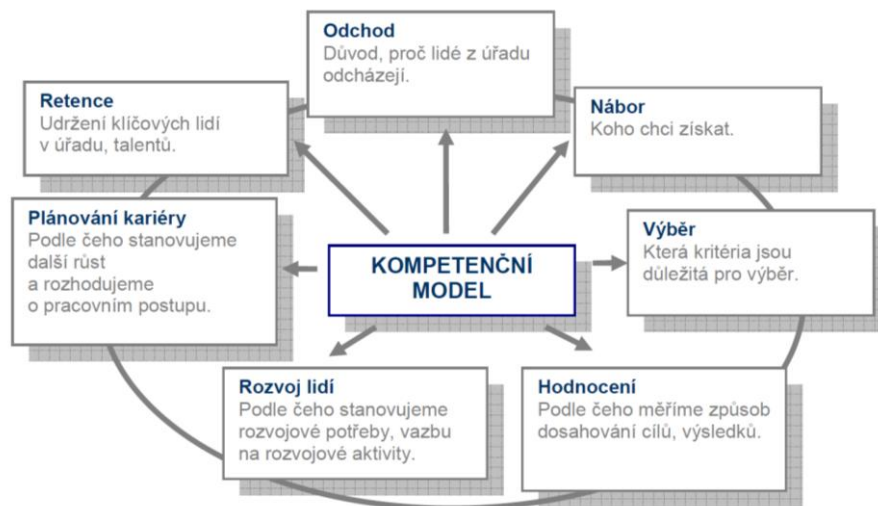 Odchod
Důvod, proč lidé z úřadu
odcházejí.
Retence
Udržení klíčových lidí
v úřadu, talentů.
Nábor
Koho chci získat.
Plánování kariéry
Podle čeho stanovujeme
další růst
a rozhodujeme
o pracovním postupu.
KOMPETENČNÍ
MODEL
Výběr
Která kritéria jsou
důležitá pro výběr.
Rozvoj lidí
Podle čeho stanovujeme
rozvojové potřeby, vazbu
na rozvojové aktivity.
Hodnocení
Podle čeho měříme způsob
dosahování cílů, výsledků.